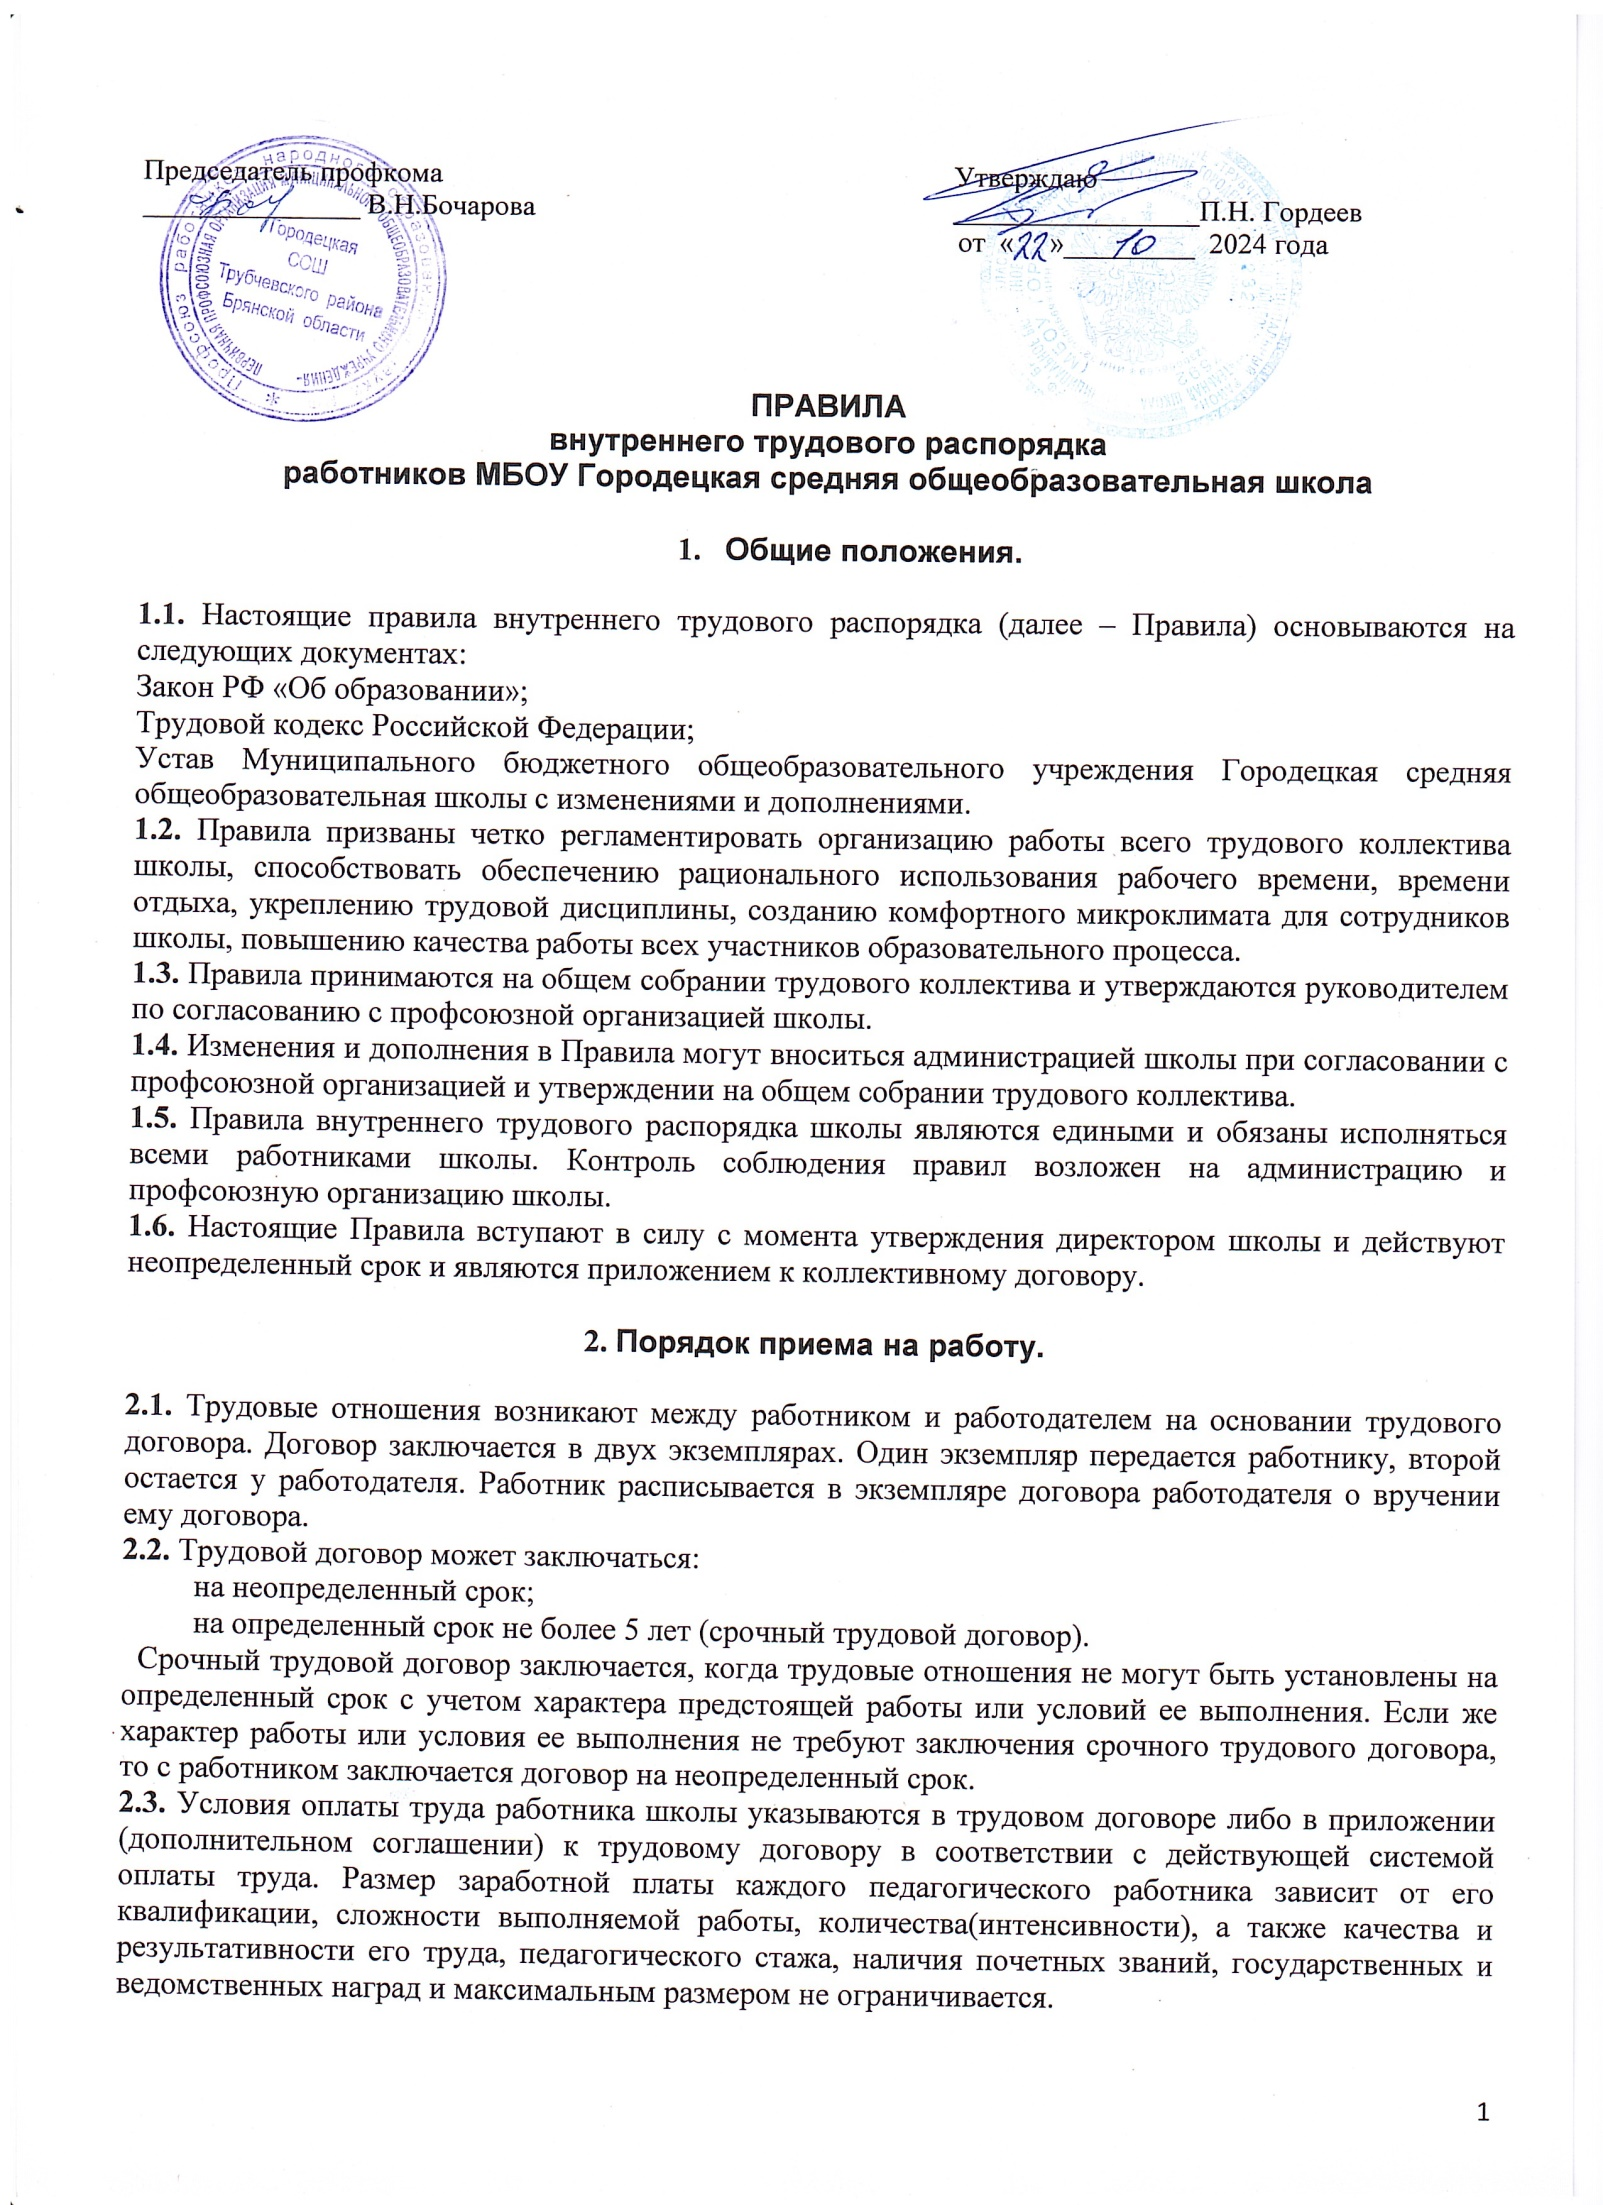 Председатель профкома
_______________ В.Н.Бочарова
Утверждаю
_________________П.Н. Гордеев
от «22»_____10____ 2024 года
Городецкая
СОШ
Трубчевского района
Брянской области
ПЕРВИЧНАЯ ПРОФСОЮЗНАЯ ОРГАНИЗАЦИЯ МУНИЦИПАЛЬНОГО ОБЩЕОБРАЗОВАТЕЛЬНОГО УЧРЕЖДЕНИЯ-
ПРАВИЛА
внутреннего трудового распорядка
работников МБОУ Городецкая средняя общеобразовательная школа
1. Общие положения.
1.1. Настоящие правила внутреннего трудового распорядка (далее – Правила) основываются на
следующих документах:
Закон РФ «Об образовании»;
Трудовой кодекс Российской Федерации;
Устав Муниципального бюджетного общеобразовательного учреждения Городецкая средняя
общеобразовательная школы с изменениями и дополнениями.
1.2. Правила призваны четко регламентировать организацию работы всего трудового коллектива
школы, способствовать обеспечению рационального использования рабочего времени, времени
отдыха, укреплению трудовой дисциплины, созданию комфортного микроклимата для сотрудников
школы, повышению качества работы всех участников образовательного процесса.
1.3. Правила принимаются на общем собрании трудового коллектива и утверждаются руководителем
по согласованию с профсоюзной организацией школы.
1.4. Изменения и дополнения в Правила могут вноситься администрацией школы при согласовании с
профсоюзной организацией и утверждении на общем собрании трудового коллектива.
1.5. Правила внутреннего трудового распорядка школы являются едиными и обязаны исполняться
всеми работниками школы. Контроль соблюдения правил возложен на администрацию и
профсоюзную организацию школы.
1.6. Настоящие Правила вступают в силу с момента утверждения директором школы и действуют
неопределенный срок и являются приложением к коллективному договору.
2. Порядок приема на работу.
2.1. Трудовые отношения возникают между работником и работодателем на основании трудового
договора. Договор заключается в двух экземплярах. Один экземпляр передается работнику, второй
остается у работодателя. Работник расписывается в экземпляре договора работодателя о вручении
ему договора.
2.2. Трудовой договор может заключаться:
на неопределенный срок;
на определенный срок не более 5 лет (срочный трудовой договор).
Срочный трудовой договор заключается, когда трудовые отношения не могут быть установлены на
определенный срок с учетом характера предстоящей работы или условий ее выполнения. Если же
характер работы или условия ее выполнения не требуют заключения срочного трудового договора,
то с работником заключается договор на неопределенный срок.
2.3. Условия оплаты труда работника школы указываются в трудовом договоре либо в приложении
(дополнительном соглашении) к трудовому договору в соответствии с действующей системой
оплаты труда. Размер заработной платы каждого педагогического работника зависит от его
квалификации, сложности выполняемой работы, количества(интенсивности), а также качества и
результативности его труда, педагогического стажа, наличия почетных званий, государственных и
ведомственных наград и максимальным размером не ограничивается.
1